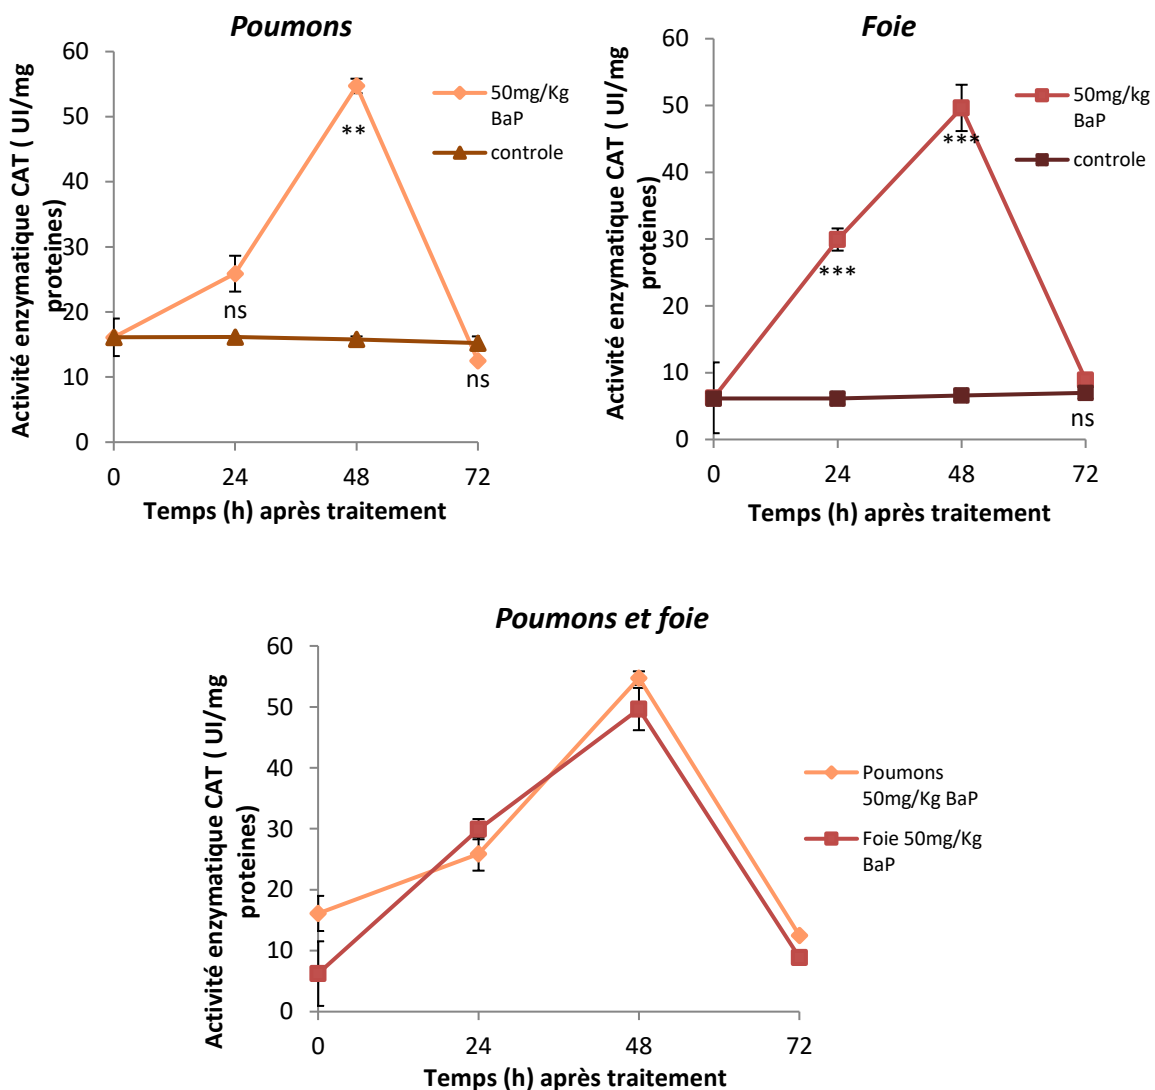 Poumons
Activité enzymatique CAT ( UI/mg
proteines)
60
50
40
30
20
10
0
0 24 48 72
Temps (h) après traitement
ns
**
ns
50mg/Kg
BaP
controle
Foie
Activité enzymatique CAT ( UI/mg
proteines)
60
50
40
30
20
10
0
0 24 48 72
Temps (h) après traitement
***
***
ns
50mg/kg
BaP
controle
Poumons et foie
Activité enzymatique CAT ( UI/mg
proteines)
60
50
40
30
20
10
0
0 24 48 72
Temps (h) après traitement
Poumons
50mg/Kg BaP
Foie 50mg/Kg
BaP